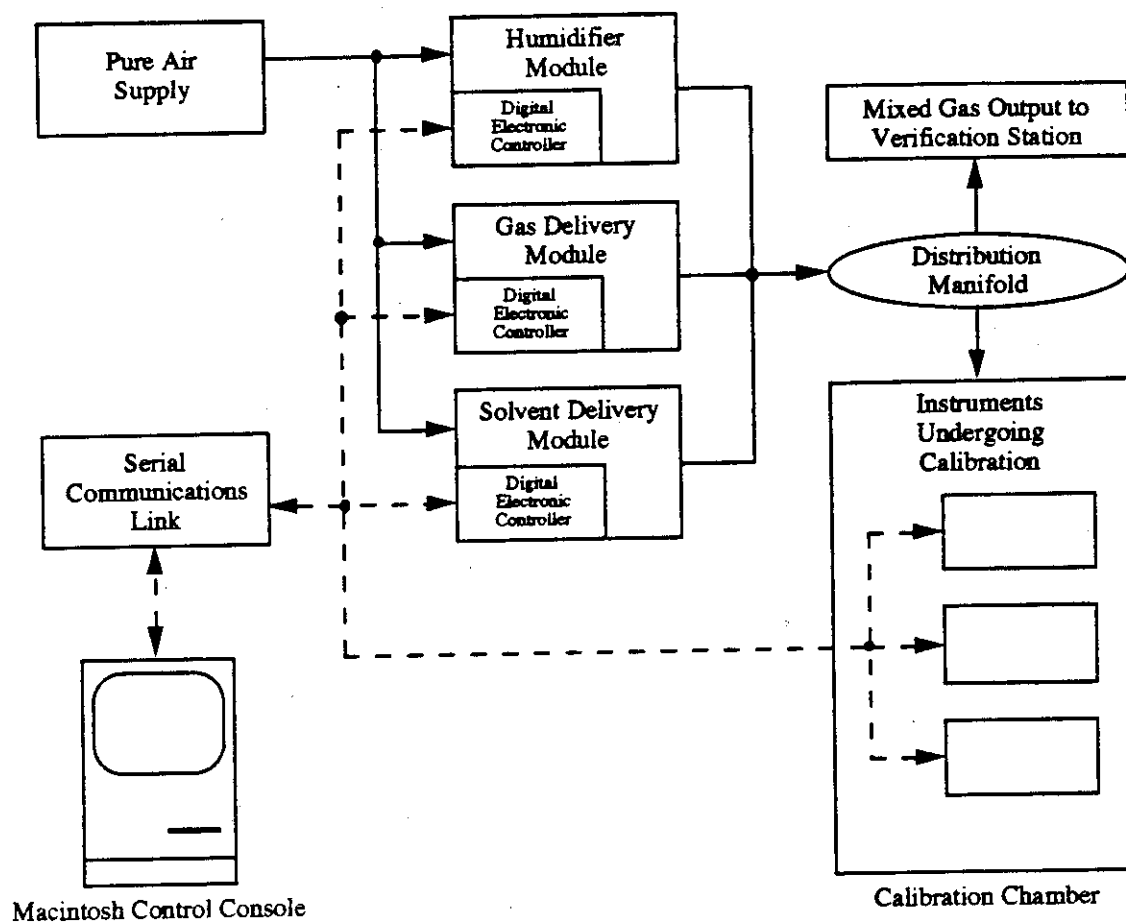 Pure Air
Supply
Humidifier
Module
Digital
Electronic
Controller
Mixed Gas Output to
Verification Station
Gas Delivery
Module
Digital
Electronic
Controller
Distribution
Manifold
Solvent Delivery
Module
Digital
Electronic
Controller
Serial
Communications
Link
Instruments
Undergoing
Calibration
Macintosh Control Console
Calibration Chamber